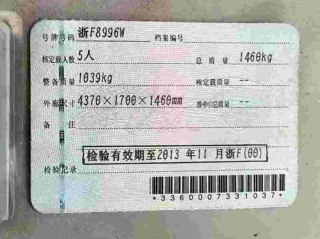 号牌号码 浙F8996W 档案编号
核定载人数 5人 总质量 1460kg
整备质量 1039kg 核定载质量 --
外廓尺寸 4370×1700×1460mm 准牵引总质量 --
备注
检验有效期至2013 年 11 月浙F(00)
检验记录
*3360007331037*